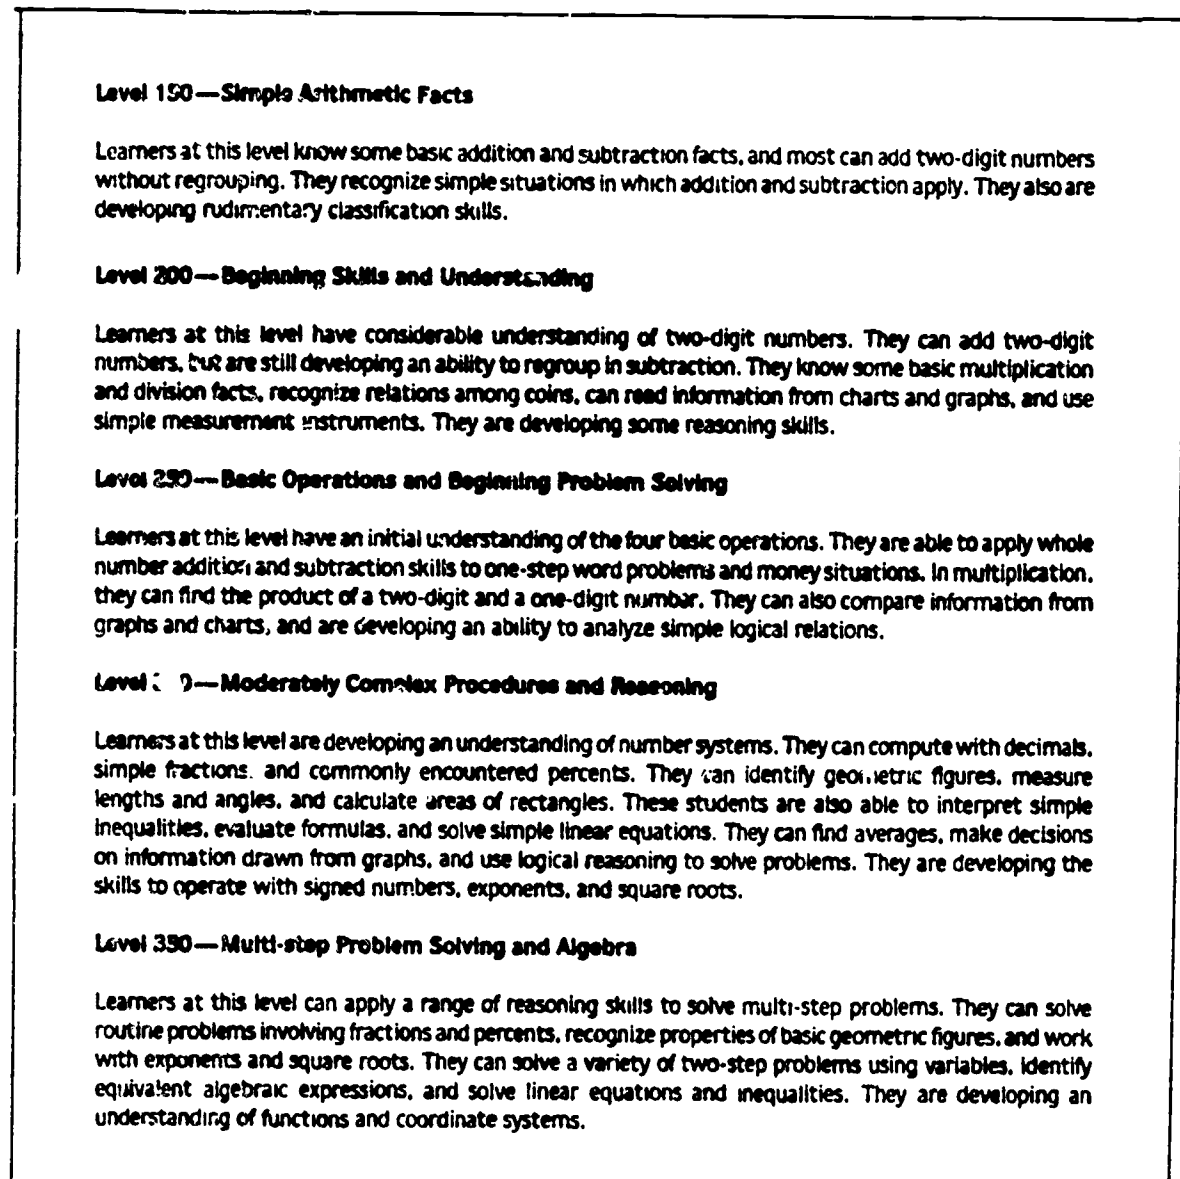 Level 150—Simple Arithmetic Facts
Learners at this level know some basic addition and subtraction facts, and most can add two-digit numbers
without regrouping. They recognize simple situations in which addition and subtraction apply. They also are
developing rudimentary classification skills.
Level 200—Beginning Skills and Understanding
Learners at this level have considerable understanding of two-digit numbers. They can add two-digit
numbers, but are still developing an ability to regroup in subtraction. They know some basic multiplication
and division facts, recognize relations among coins, can read information from charts and graphs, and use
simple measurement instruments. They are developing some reasoning skills.
Level 250—Basic Operations and Beginning Problem Solving
Learners at this level have an initial understanding of the four basic operations. They are able to apply whole
number addition and subtraction skills to one-step word problems and money situations. In multiplication,
they can find the product of a two-digit and a one-digit number. They can also compare information from
graphs and charts, and are developing an ability to analyze simple logical relations.
Level —Moderately Complex Procedures and Reasoning
Learners at this level are developing an understanding of number systems. They can compute with decimals,
simple fractions, and commonly encountered percents. They can identify geometric figures, measure
lengths and angles, and calculate areas of rectangles. These students are also able to interpret simple
inequalities, evaluate formulas, and solve simple linear equations. They can find averages, make decisions
on information drawn from graphs, and use logical reasoning to solve problems. They are developing the
skills to operate with signed numbers, exponents, and square roots.
Level 350—Multi-step Problem Solving and Algebra
Learners at this level can apply a range of reasoning skills to solve multi-step problems. They can solve
routine problems involving fractions and percents, recognize properties of basic geometric figures, and work
with exponents and square roots. They can solve a variety of two-step problems using variables, identify
equivalent algebraic expressions, and solve linear equations and inequalities. They are developing an
understanding of functions and coordinate systems.